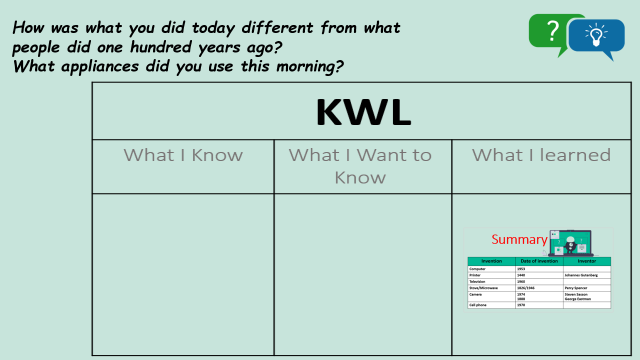 How was what you did today different from what
people did one hundred years ago?
What appliances did you use this morning?
?
KWL
What I Know
What I Want to
Know
What I learned
Summary
Invention Date of Invention Inventor
Computer 1953
Printer 1440 Johannes Gutenberg
Television 1900
Stove/Microwave 1826/1946 Percy Spencer
Camera 1974 Steven Sasson
1888 George Eastman
Cell phone 1970